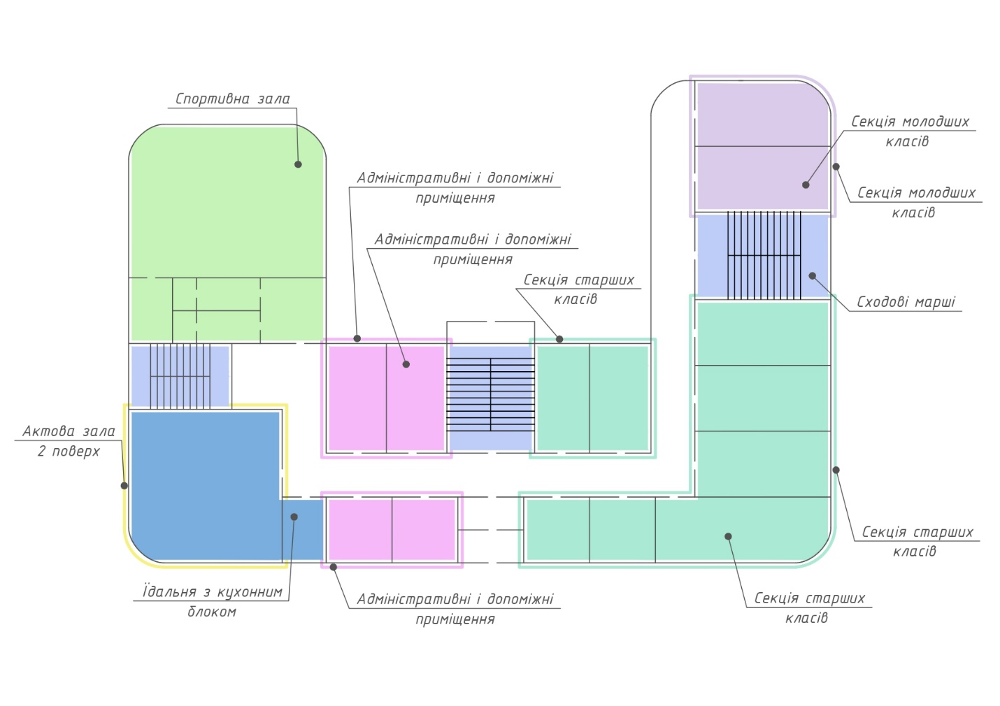 Спортивна зала
Секція молодших
класів
Адміністративні і допоміжні
приміщення
Секція молодших
класів
Адміністративні і допоміжні
приміщення
Секція старших
класів
Сходові марші
Актова зала
2 поверх
Секція старших
класів
Їдальня з кухонним
блоком
Адміністративні і допоміжні
приміщення
Секція старших
класів